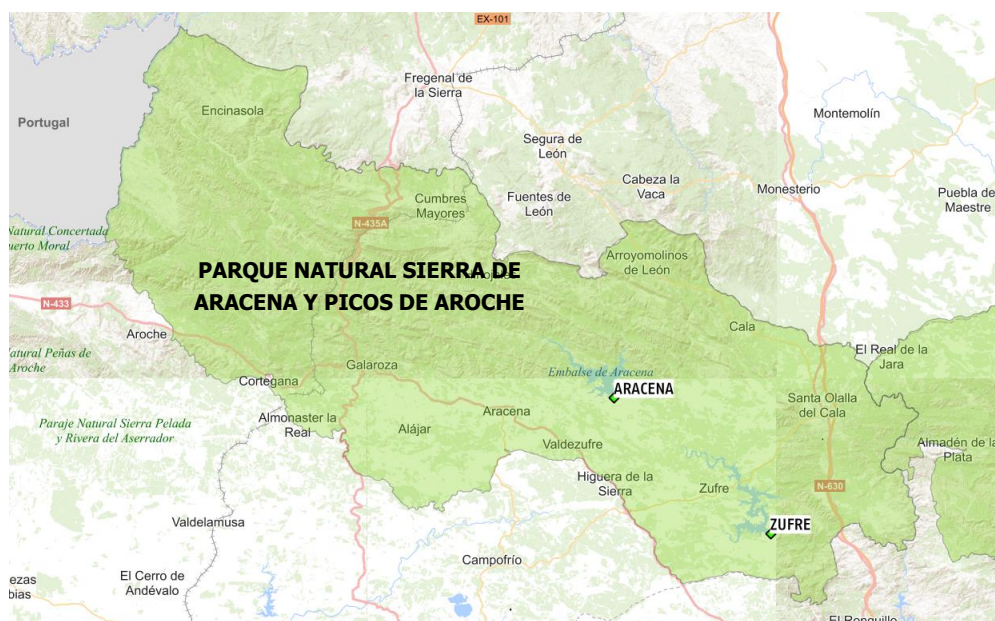 EX-101
Fregenal de
la Sierra
Encinasola
Montemolín
Portugal
Segura de
León
Cabeza la
Vaca
Monesterio
Puebla de
Maestre
Cumbres
Mayores
Fuentes de
León
N-435A
Natural Concertada
uerto Moral
Arroyomolinos
de León
PARQUE NATURAL SIERRA DE
ARACENA Y PICOS DE AROCHE
N-433
Aroche
Cala
El Real de la
Jara
atural Peñas de
Aroche
Galaroza
Embalse de Aracena
Cortegana
ARACENA
Santa Olalla
del Cala
Almonaster la
Real
Aracena
Alájar
Paraje Natural Sierra Pelada
y Rivera del Aserrador
Valdezufre
Almadén de la
Plata
Higuera de la
Sierra
Zufre
N-630
Valdelamusa
ZUFRE
Campofrío
ezas
bias
El Cerro de
Andévalo
El Ronquillo